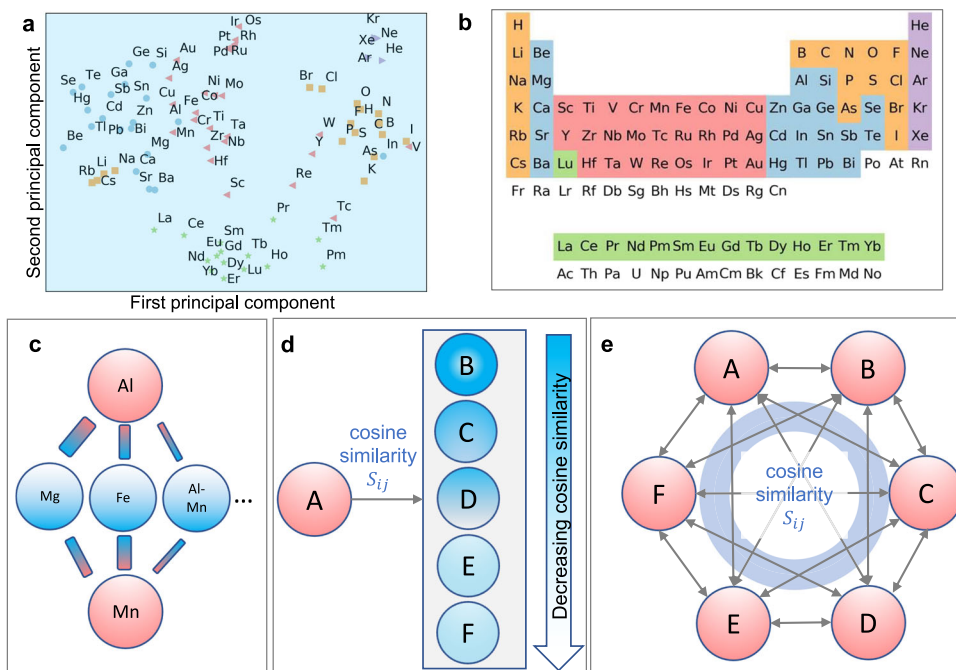 a
Ir Os
Kr
Pt Rh
Ne
Ge Si Au
Xe He
Te Ga Ag
Pd Ru
Ar
Se Sb Sn
Ni Mo
Br Cl
Hg Cd Zn Cu Fe Co
O
Al Cr Ti
W F H N
Be Tl Pb Bi Mn Zr Ta
P S C B
Mg Nb
Y In I
Li Na Ca Hf
As V
Rb Cs Sr Ba Sc
Re K
La Ce Pr Tc
Sm Tm
Eu Gd Tb
Nd Dy Ho Pm
Yb Lu
Er
Second principal component
First principal component
b
H He
Li Be B C N O F Ne
Na Mg Al Si P S Cl Ar
K Ca Sc Ti V Cr Mn Fe Co Ni Cu Zn Ga Ge As Se Br Kr
Rb Sr Y Zr Nb Mo Tc Ru Rh Pd Ag Cd In Sn Sb Te I Xe
Cs Ba Lu Hf Ta W Re Os Ir Pt Au Hg Tl Pb Bi Po At Rn
Fr Ra Lr Rf Db Sg Bh Hs Mt Ds Rg Cn
La Ce Pr Nd Pm Sm Eu Gd Tb Dy Ho Er Tm Yb
Ac Th Pa U Np Pu Am Cm Bk Cf Es Fm Md No
c
Al
Mg Fe Al-
Mn
...
Mn
d
A
cosine
similarity
S_ij
B
C
D
E
F
Decreasing cosine similarity
e
A B
F C
E D
cosine
similarity
S_ij